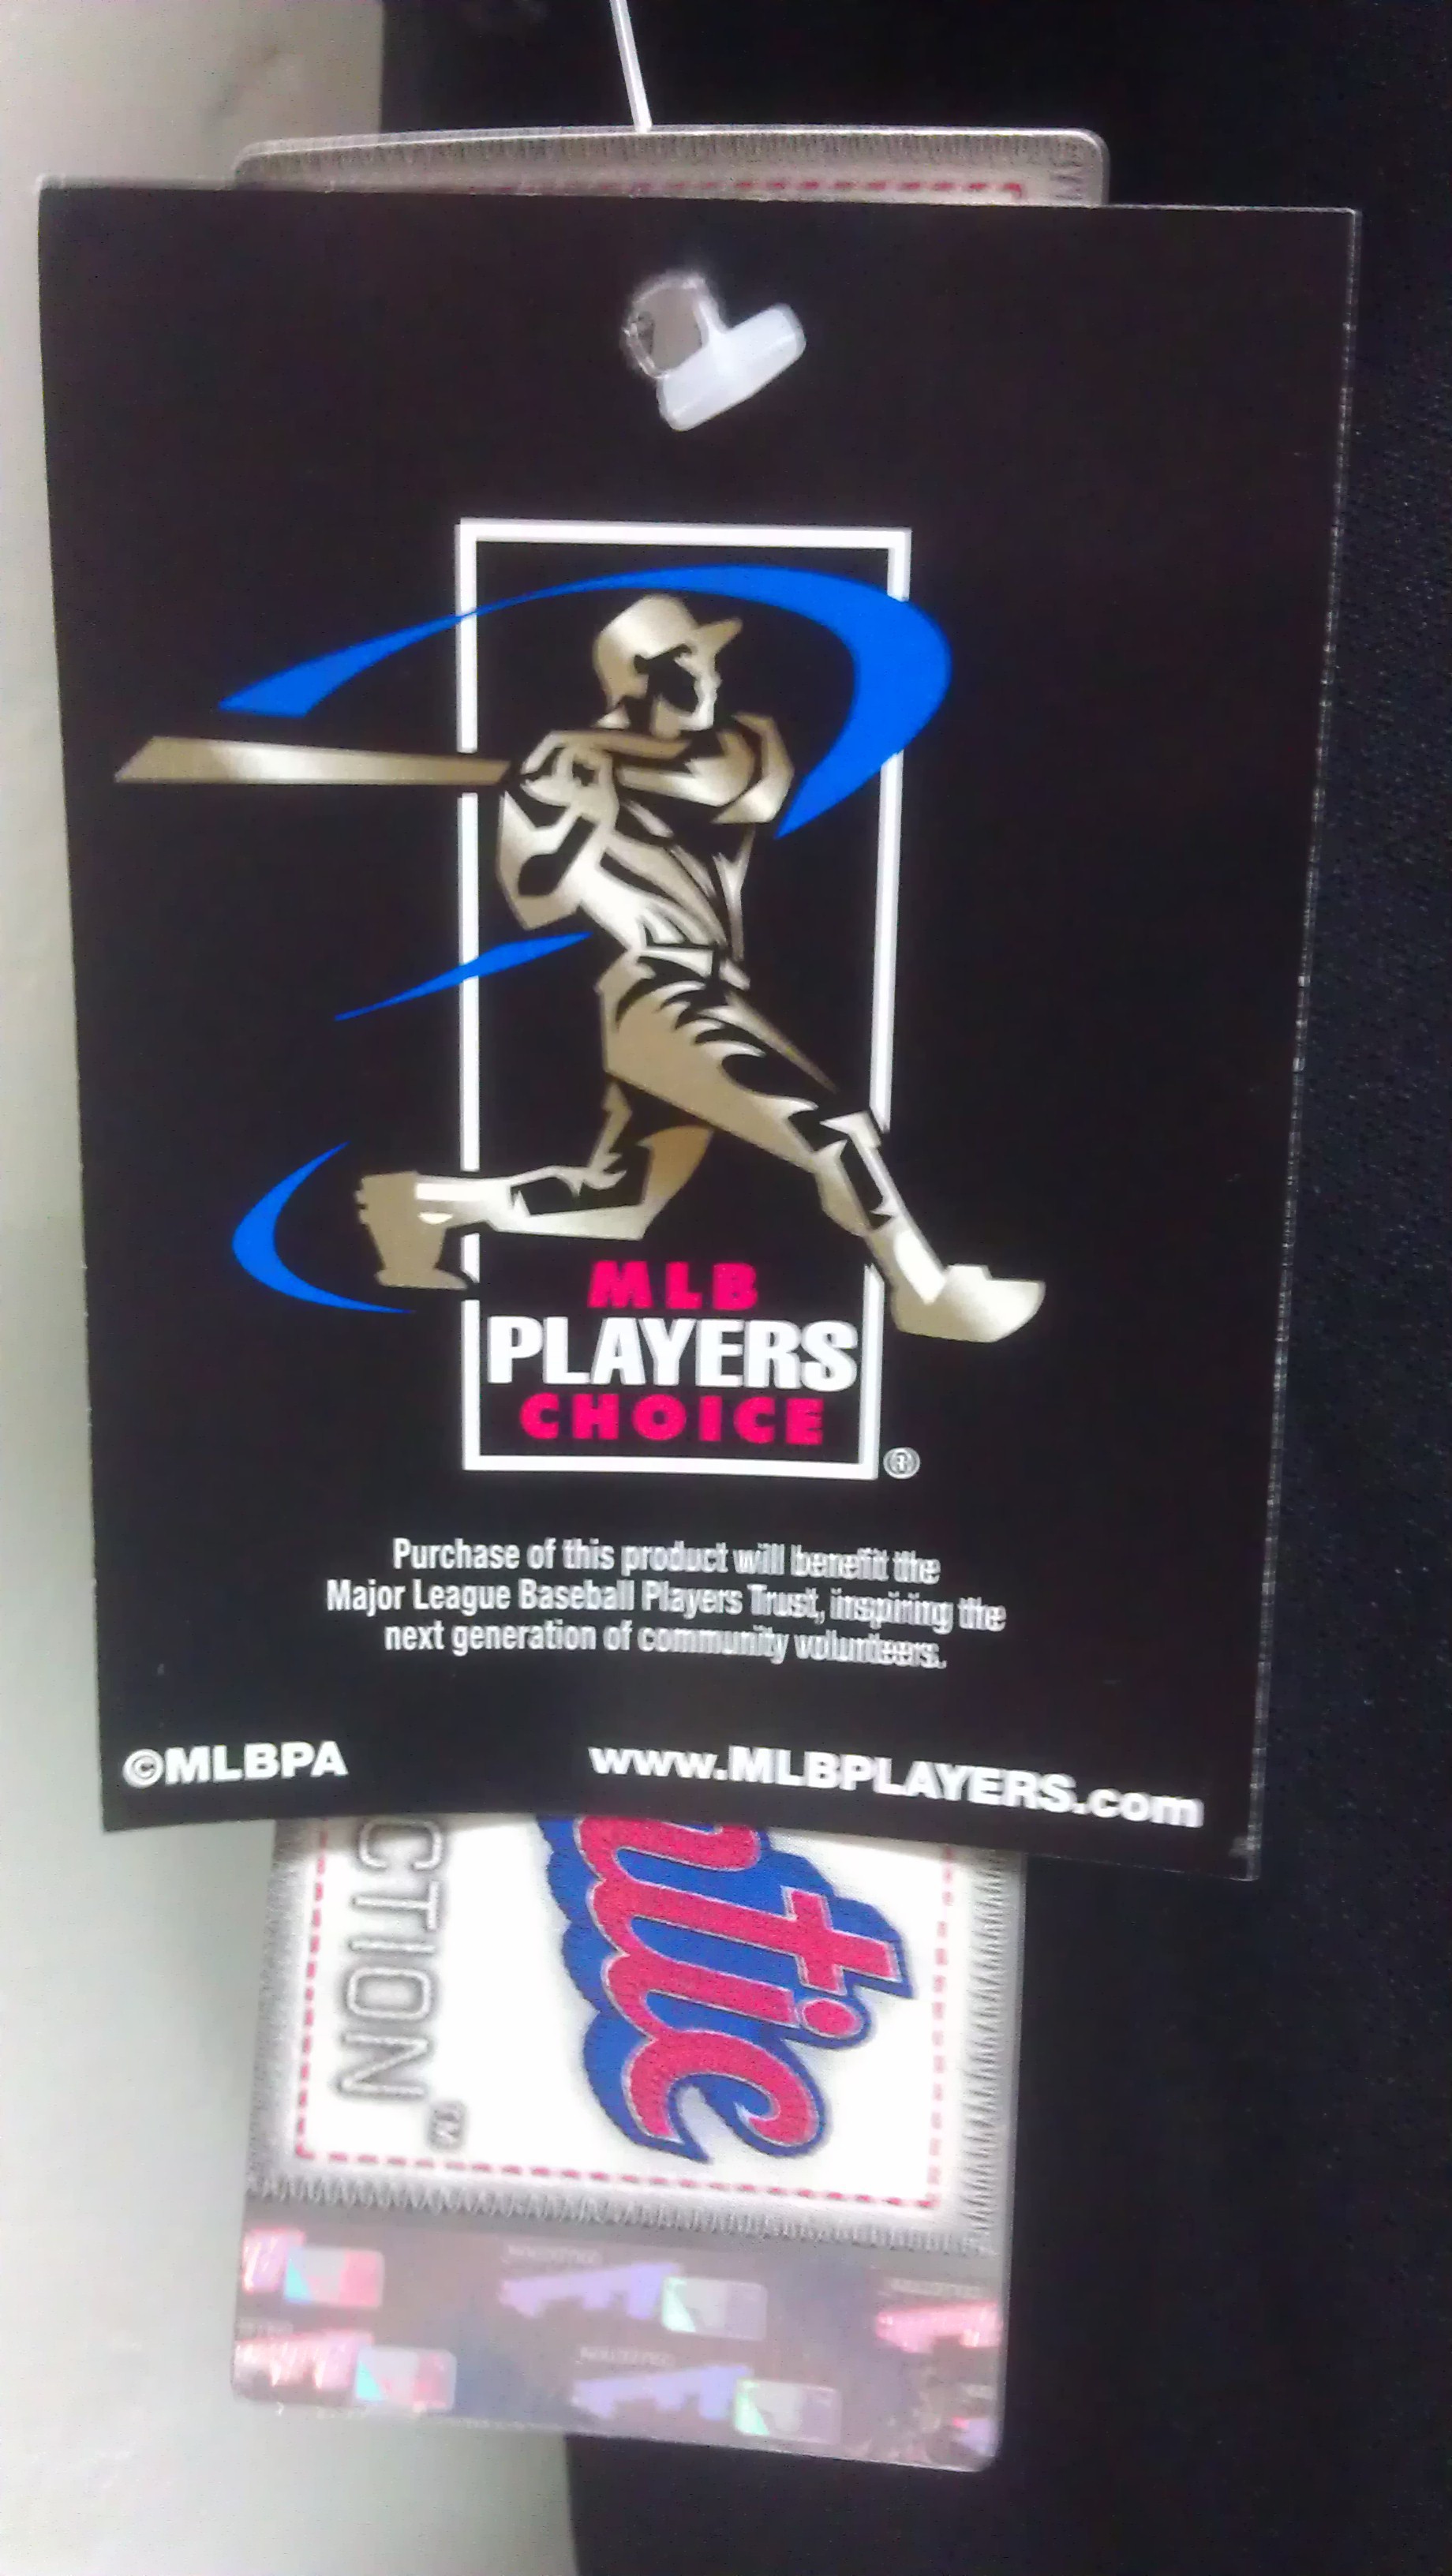 MLB
PLAYERS
CHOICE
®
Purchase of this product will benefit the
Major League Baseball Players Trust, inspiring the
next generation of community volunteers.
©MLBPA
www.MLBPLAYERS.com
ntic
CTION™